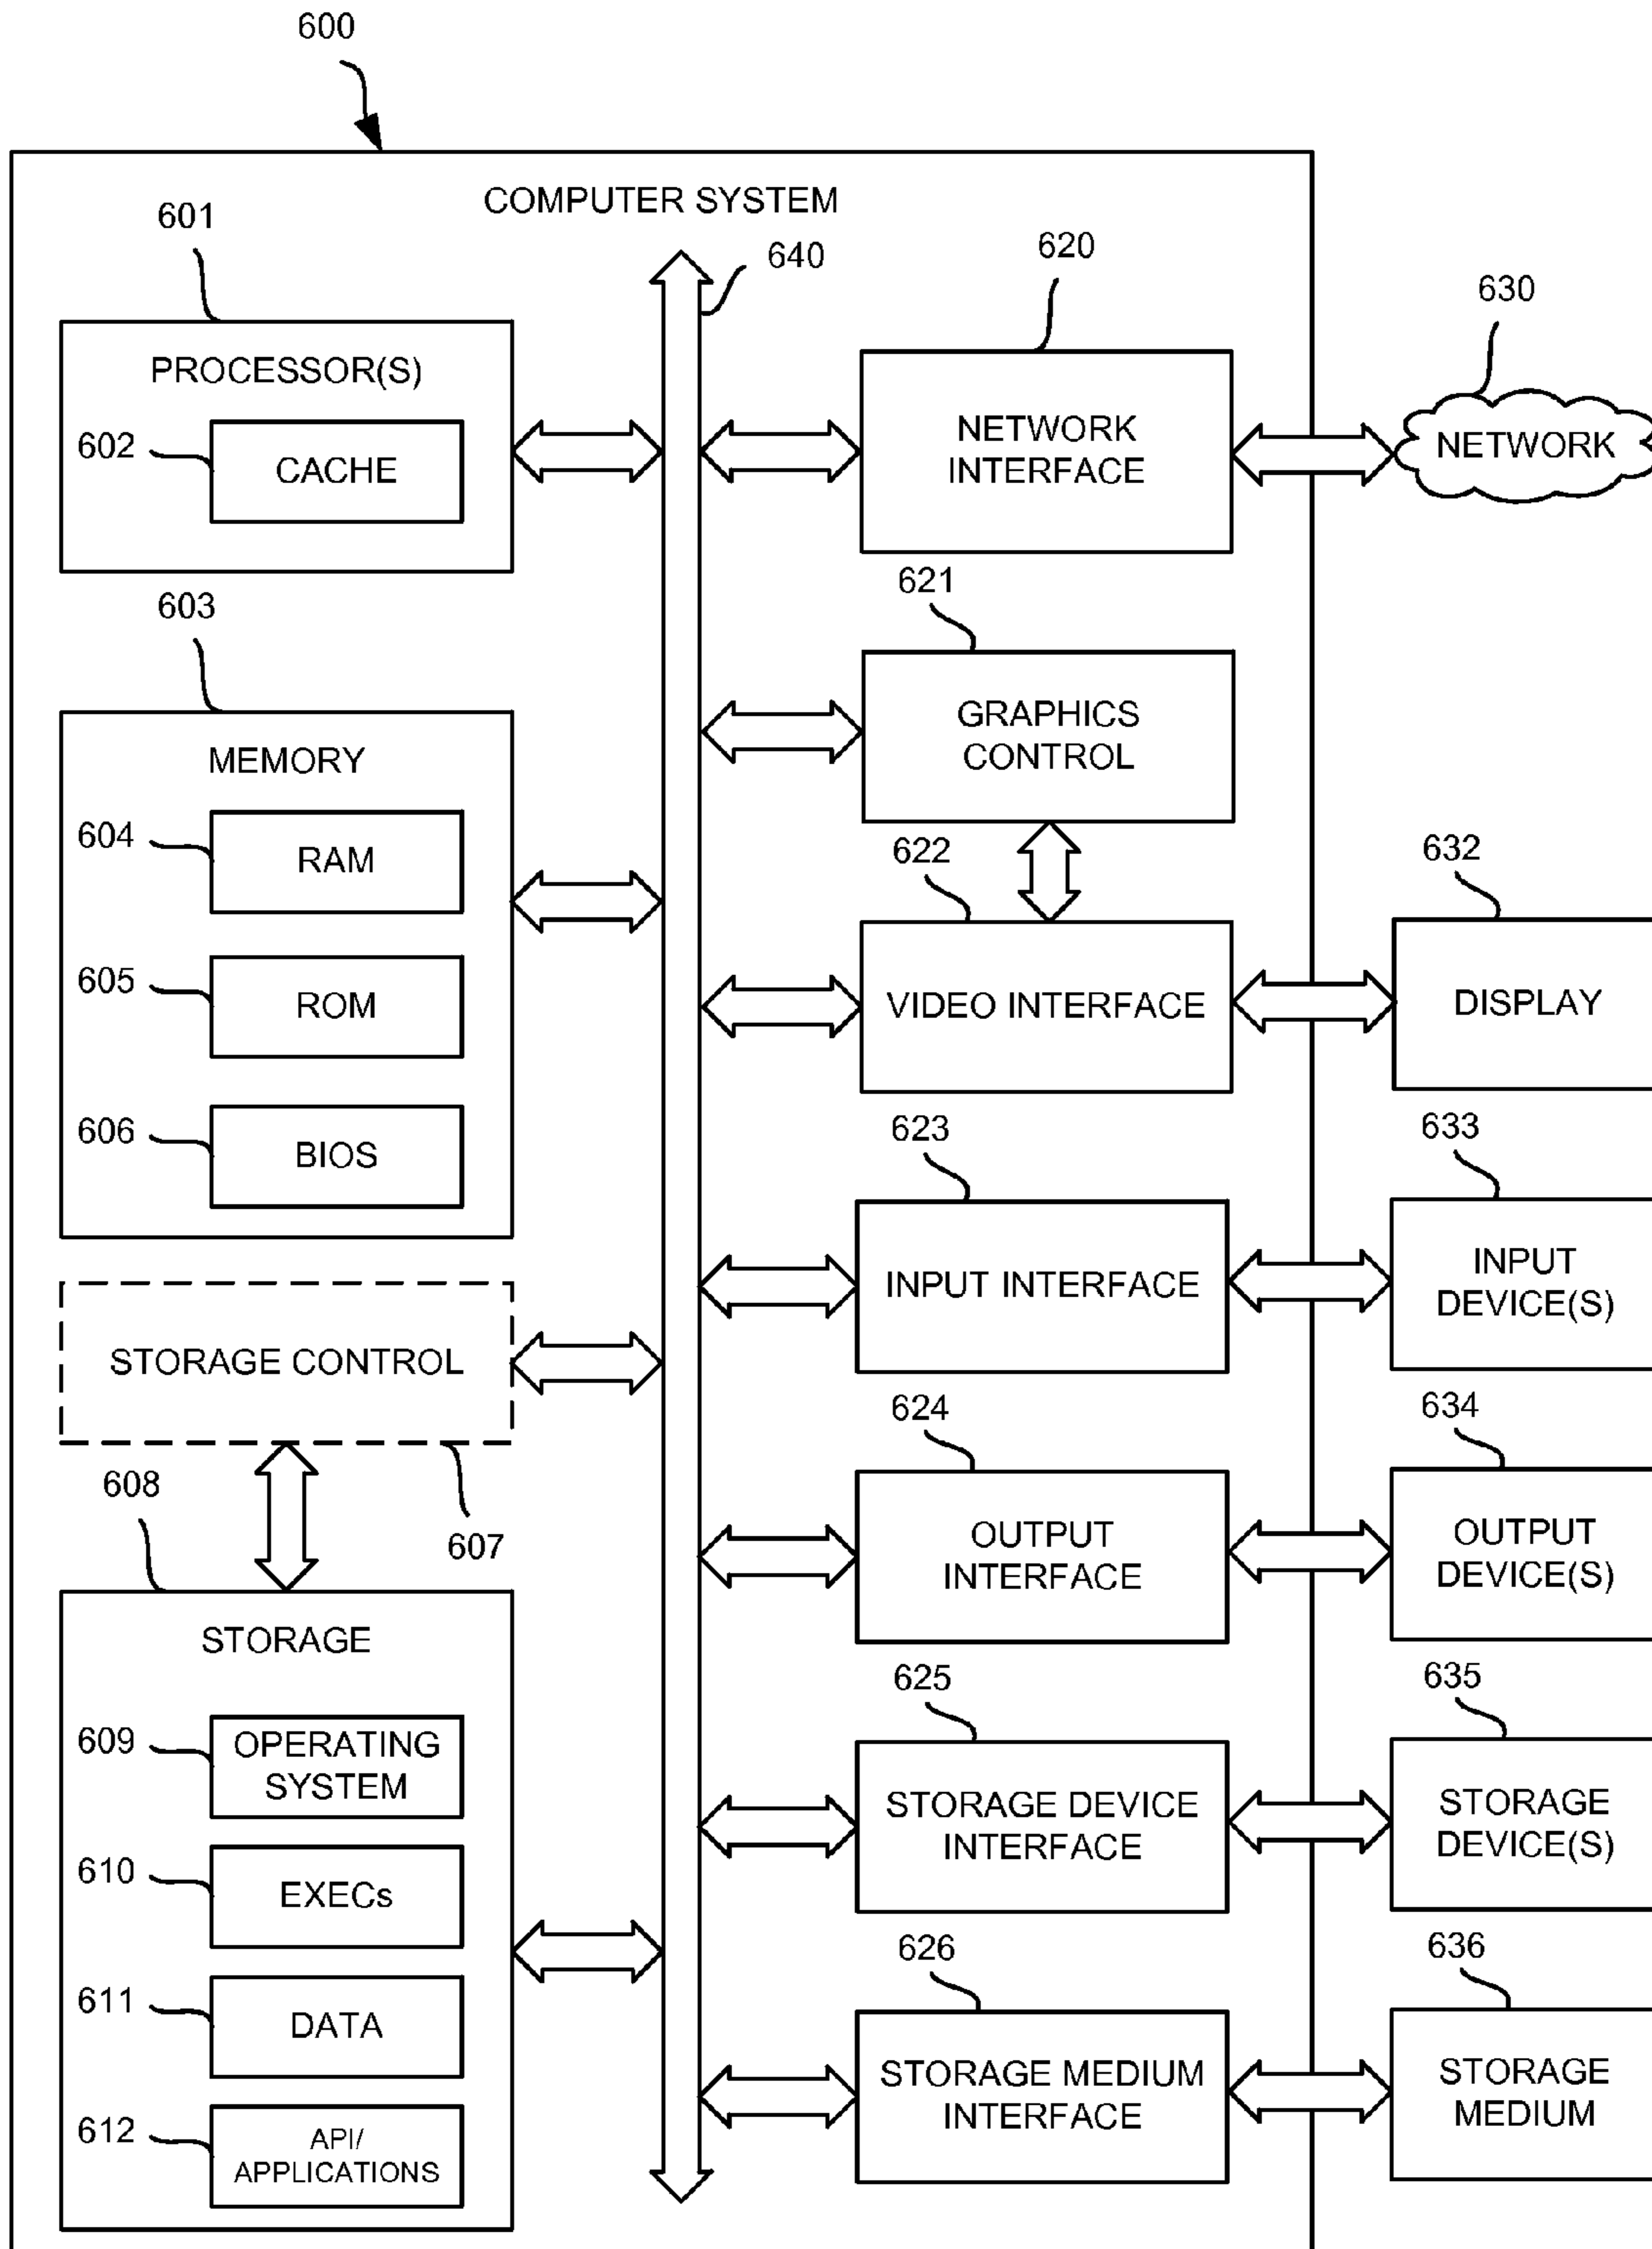 600
COMPUTER SYSTEM
601
640
620
630
PROCESSOR(S)
602
CACHE
NETWORK
INTERFACE
NETWORK
603
621
MEMORY
GRAPHICS
CONTROL
604
RAM
622
632
605
ROM
VIDEO INTERFACE
DISPLAY
606
BIOS
623
633
INPUT INTERFACE
INPUT
DEVICE(S)
STORAGE CONTROL
624
634
608
607
OUTPUT
INTERFACE
OUTPUT
DEVICE(S)
STORAGE
625
635
609
OPERATING
SYSTEM
STORAGE DEVICE
INTERFACE
STORAGE
DEVICE(S)
610
EXECs
626
636
611
DATA
STORAGE MEDIUM
INTERFACE
STORAGE
MEDIUM
612
API/
APPLICATIONS